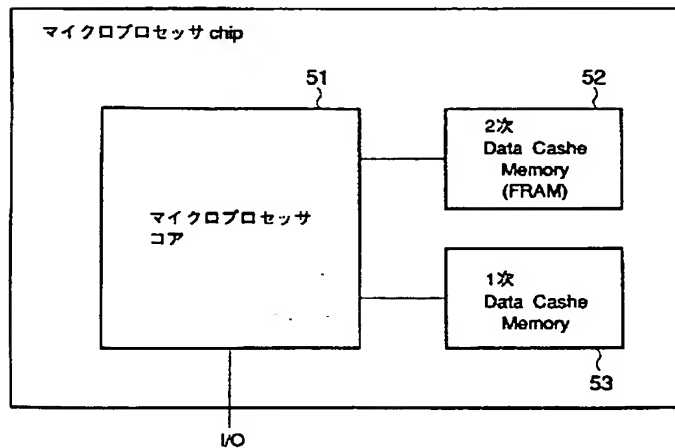 マイクロプロセッサ chip
51
マイクロプロセッサ
コア
52
2次
Data Cashe
Memory
(FRAM)
1次
Data Cashe
Memory
53
I/O